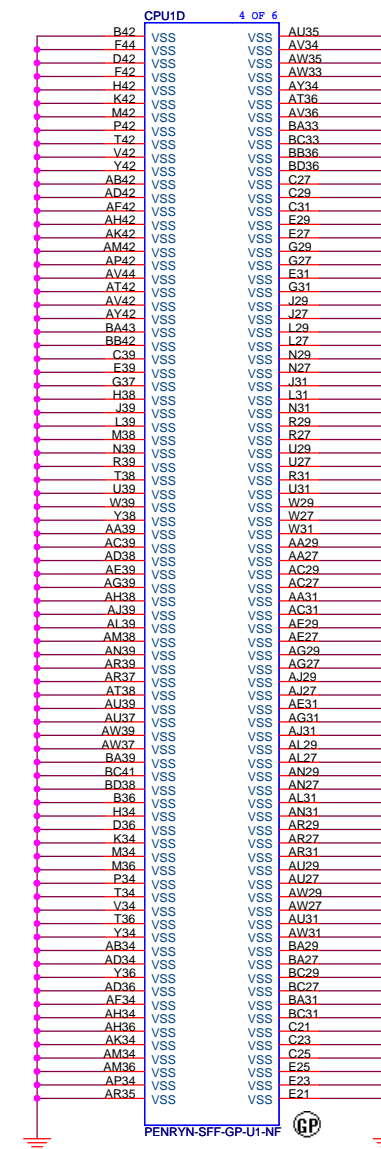 CPU1D 4 OF 6
B42 VSS VSS AU35
F44 VSS VSS AV34
D42 VSS VSS AW35
F42 VSS VSS AW33
H42 VSS VSS AY34
K42 VSS VSS AT36
M42 VSS VSS AV36
P42 VSS VSS BA33
T42 VSS VSS BC33
V42 VSS VSS BB36
Y42 VSS VSS BD36
AB42 VSS VSS C27
AD42 VSS VSS C29
AF42 VSS VSS C31
AH42 VSS VSS E29
AK42 VSS VSS E27
AM42 VSS VSS G29
AP42 VSS VSS G27
AV44 VSS VSS E31
AT42 VSS VSS G31
AV42 VSS VSS J29
AY42 VSS VSS J27
BA43 VSS VSS L29
BB42 VSS VSS L27
C39 VSS VSS N29
E39 VSS VSS N27
G37 VSS VSS J31
H38 VSS VSS L31
J39 VSS VSS N31
L39 VSS VSS R29
M38 VSS VSS R27
N39 VSS VSS U29
R39 VSS VSS U27
T38 VSS VSS R31
U39 VSS VSS U31
W39 VSS VSS W29
Y38 VSS VSS W27
AA39 VSS VSS W31
AC39 VSS VSS AA29
AD38 VSS VSS AA27
AE39 VSS VSS AC29
AG39 VSS VSS AC27
AH38 VSS VSS AA31
AJ39 VSS VSS AC31
AL39 VSS VSS AE29
AM38 VSS VSS AE27
AN39 VSS VSS AG29
AR39 VSS VSS AG27
AR37 VSS VSS AJ29
AT38 VSS VSS AJ27
AU39 VSS VSS AE31
AU37 VSS VSS AG31
AW39 VSS VSS AJ31
AW37 VSS VSS AL29
BA39 VSS VSS AL27
BC41 VSS VSS AN29
BD38 VSS VSS AN27
B36 VSS VSS AL31
H34 VSS VSS AN31
D36 VSS VSS AR29
K34 VSS VSS AR27
M34 VSS VSS AR31
M36 VSS VSS AU29
P34 VSS VSS AU27
T34 VSS VSS AW29
V34 VSS VSS AW27
T36 VSS VSS AU31
Y34 VSS VSS AW31
AB34 VSS VSS BA29
AD34 VSS VSS BA27
Y36 VSS VSS BC29
AD36 VSS VSS BC27
AF34 VSS VSS BA31
AH34 VSS VSS BC31
AH36 VSS VSS C21
AK34 VSS VSS C23
AM34 VSS VSS C25
AM36 VSS VSS E25
AP34 VSS VSS E23
AR35 VSS VSS E21
PENRYN-SFF-GP-U1-NF GP